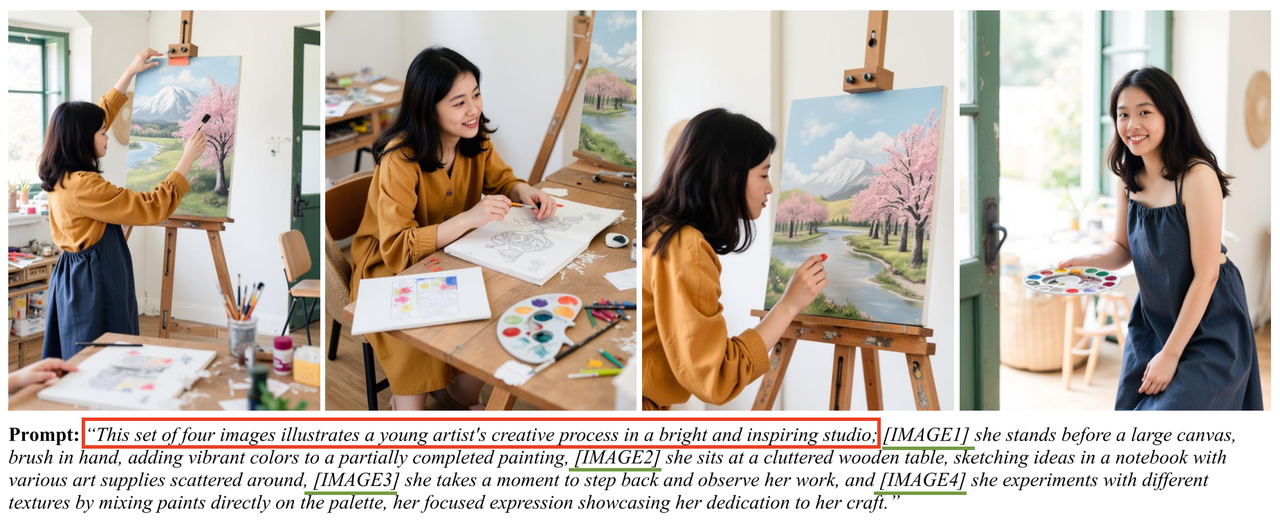 Prompt: “This set of four images illustrates a young artist's creative process in a bright and inspiring studio; [IMAGE1] she stands before a large canvas,
brush in hand, adding vibrant colors to a partially completed painting, [IMAGE2] she sits at a cluttered wooden table, sketching ideas in a notebook with
various art supplies scattered around, [IMAGE3] she takes a moment to step back and observe her work, and [IMAGE4] she experiments with different
textures by mixing paints directly on the palette, her focused expression showcasing her dedication to her craft.”